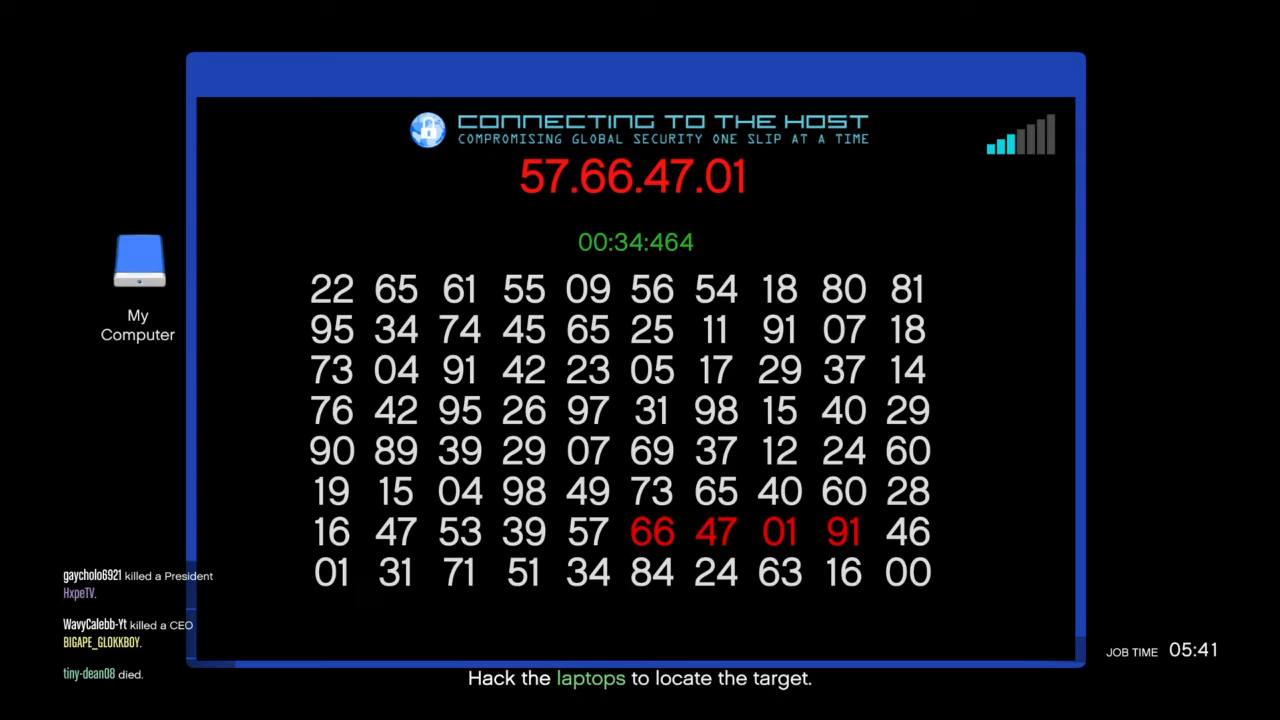 CONNECTING TO THE HOST
COMPROMISING GLOBAL SECURITY ONE SLIP AT A TIME
57.66.47.01
00:34:464
22 65 61 55 09 56 54 18 80 81
95 34 74 45 65 25 11 91 07 18
73 04 91 42 23 05 17 29 37 14
76 42 95 26 97 31 98 15 40 29
90 89 39 29 07 69 37 12 24 60
19 15 04 98 49 73 65 40 60 28
16 47 53 39 57 66 47 01 91 46
01 31 71 51 34 84 24 63 16 00
My
Computer
gaycholo6921 killed a President
HxpeTV.
WavyCalebb-Yt killed a CEO
BIGAPE_GLOKKBOY.
tiny-dean08 died.
Hack the laptops to locate the target.
JOB TIME 05:41